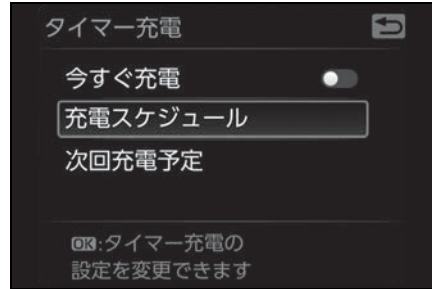 タイマー充電
今すぐ充電
充電スケジュール
次回充電予定
OK:タイマー充電の
設定を変更できます